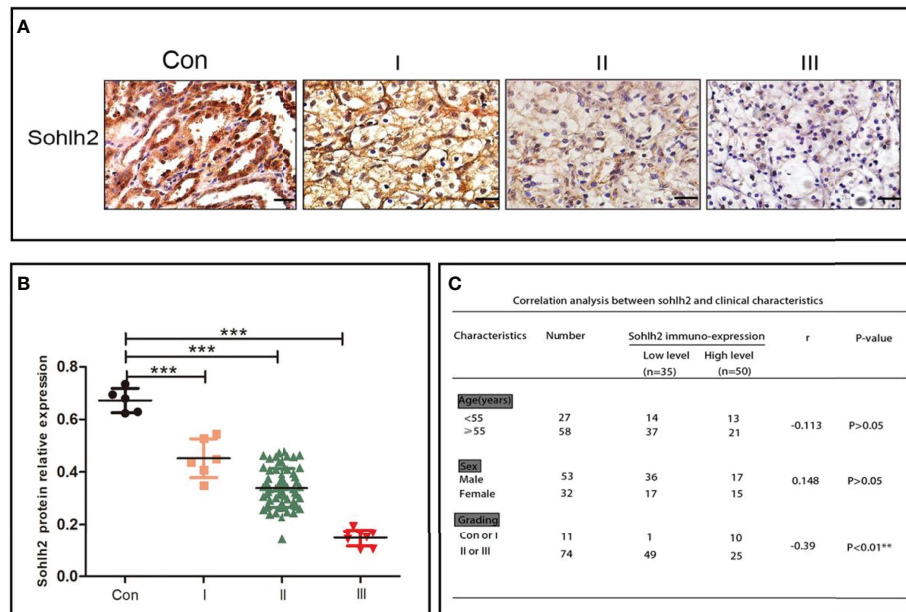 A
Con I II III
Sohlh2
B
Sohlh2 protein relative expression
0.8
0.6
0.4
0.2
0.0
***
***
***
Con I II III
C
Correlation analysis between sohlh2 and clinical characteristics
Characteristics Number Sohlh2 immuno-expression r P-value
Low level High level
(n=35) (n=50)
Age(years)
<55 27 14 13
⩾55 58 37 21
-0.113 P>0.05
Sex
Male 53 36 17
Female 32 17 15
0.148 P>0.05
Grading
Con or I 11 1 10
II or III 74 49 25
-0.39 P<0.01**